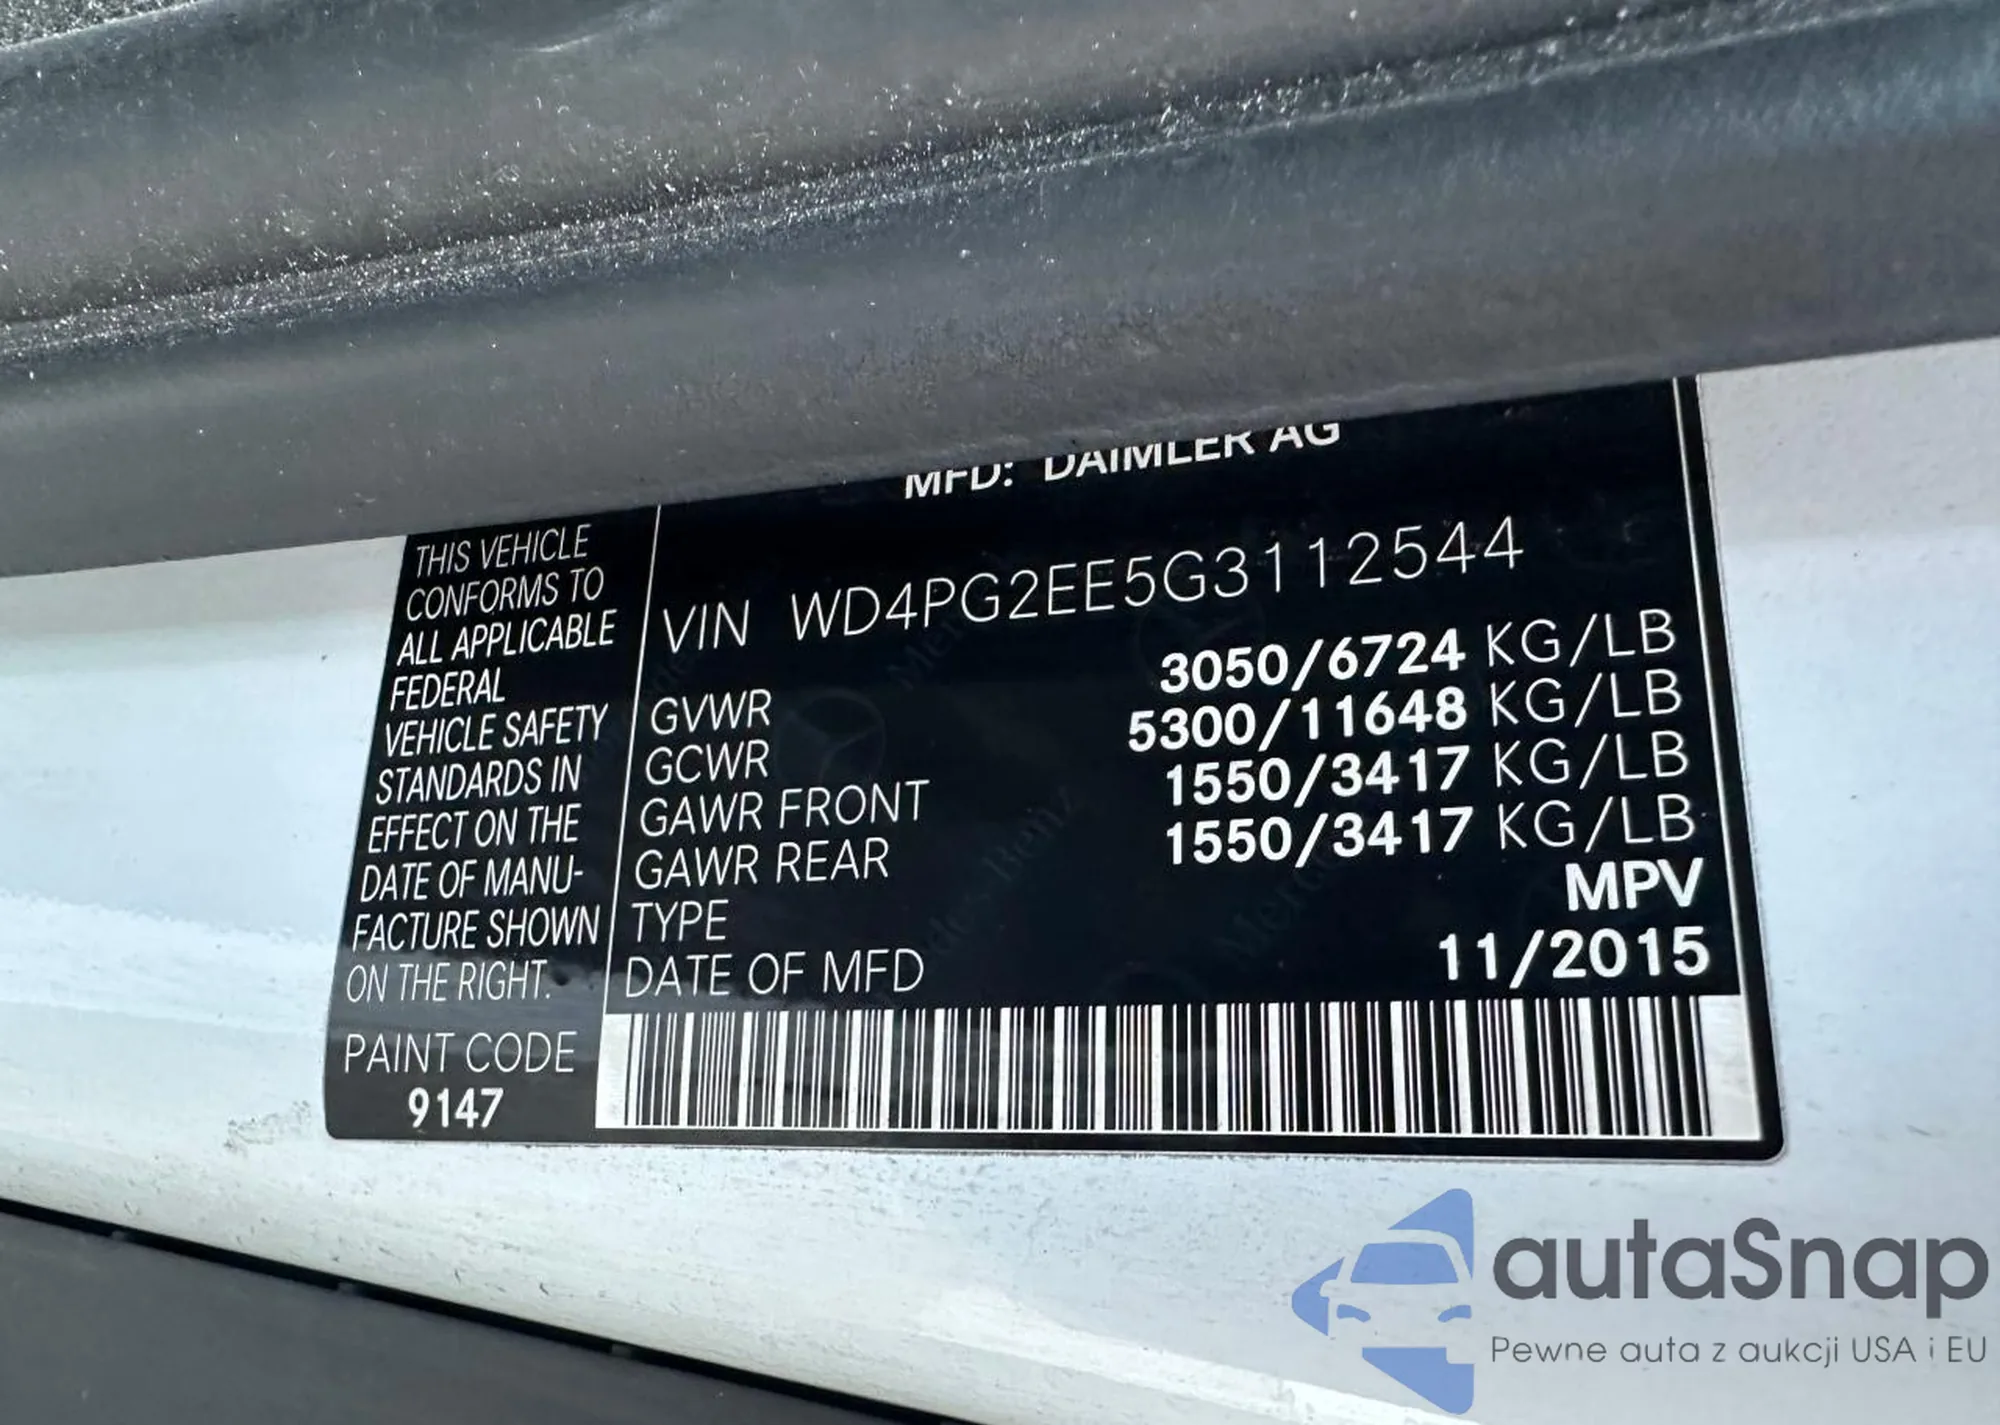 MFD: DAIMLER AG
THIS VEHICLE
CONFORMS TO
ALL APPLICABLE
FEDERAL
VEHICLE SAFETY
STANDARDS IN
EFFECT ON THE
DATE OF MANU-
FACTURE SHOWN
ON THE RIGHT.
PAINT CODE
9147
VIN WD4PG2EE5G3112544
GVWR 3050/6724 KG/LB
GCWR 5300/11648 KG/LB
GAWR FRONT 1550/3417 KG/LB
GAWR REAR 1550/3417 KG/LB
TYPE MPV
DATE OF MFD 11/2015
autaSnap
Pewne auta z aukcji USA i EU